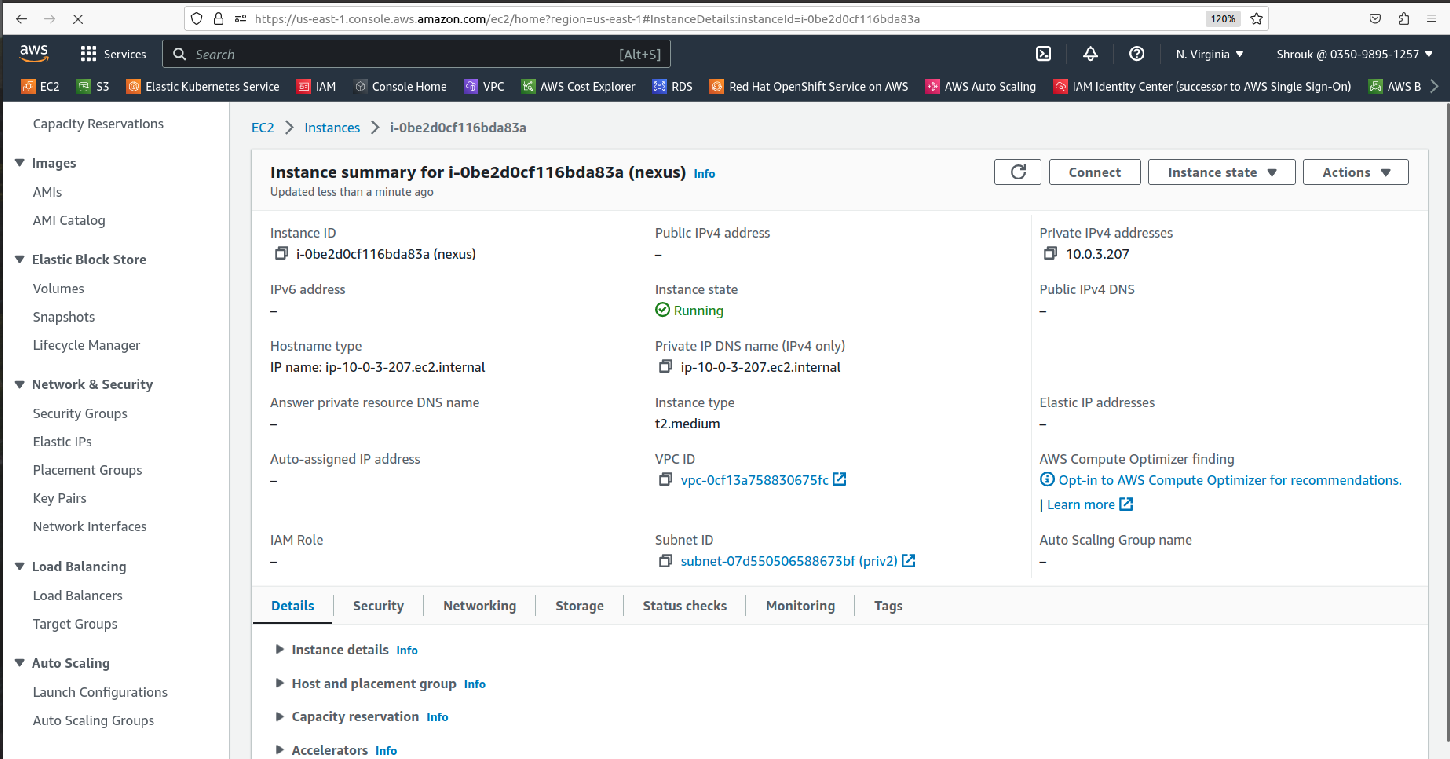 https://us-east-1.console.aws.amazon.com/ec2/home?region=us-east-1#InstanceDetails:instanceId=i-0be2d0cf116bda83a
120%
aws
Services
Search
[Alt+S]
N. Virginia
Shrouk @ 0350-9895-1257
EC2
S3
Elastic Kubernetes Service
IAM
Console Home
VPC
AWS Cost Explorer
RDS
Red Hat OpenShift Service on AWS
AWS Auto Scaling
IAM Identity Center (successor to AWS Single Sign-On)
AWS B
Capacity Reservations
Images
AMIs
AMI Catalog
Elastic Block Store
Volumes
Snapshots
Lifecycle Manager
Network & Security
Security Groups
Elastic IPs
Placement Groups
Key Pairs
Network Interfaces
Load Balancing
Load Balancers
Target Groups
Auto Scaling
Launch Configurations
Auto Scaling Groups
EC2 > Instances > i-0be2d0cf116bda83a
Instance summary for i-0be2d0cf116bda83a (nexus) Info
Updated less than a minute ago
Connect
Instance state
Actions
Instance ID
i-0be2d0cf116bda83a (nexus)
Public IPv4 address
–
Private IPv4 addresses
10.0.3.207
IPv6 address
–
Instance state
Running
Public IPv4 DNS
–
Hostname type
IP name: ip-10-0-3-207.ec2.internal
Private IP DNS name (IPv4 only)
ip-10-0-3-207.ec2.internal
Answer private resource DNS name
–
Instance type
t2.medium
Elastic IP addresses
–
Auto-assigned IP address
–
VPC ID
vpc-0cf13a758830675fc
AWS Compute Optimizer finding
Opt-in to AWS Compute Optimizer for recommendations.
| Learn more
IAM Role
–
Subnet ID
subnet-07d550506588673bf (priv2)
Auto Scaling Group name
–
Details
Security
Networking
Storage
Status checks
Monitoring
Tags
Instance details Info
Host and placement group Info
Capacity reservation Info
Accelerators Info